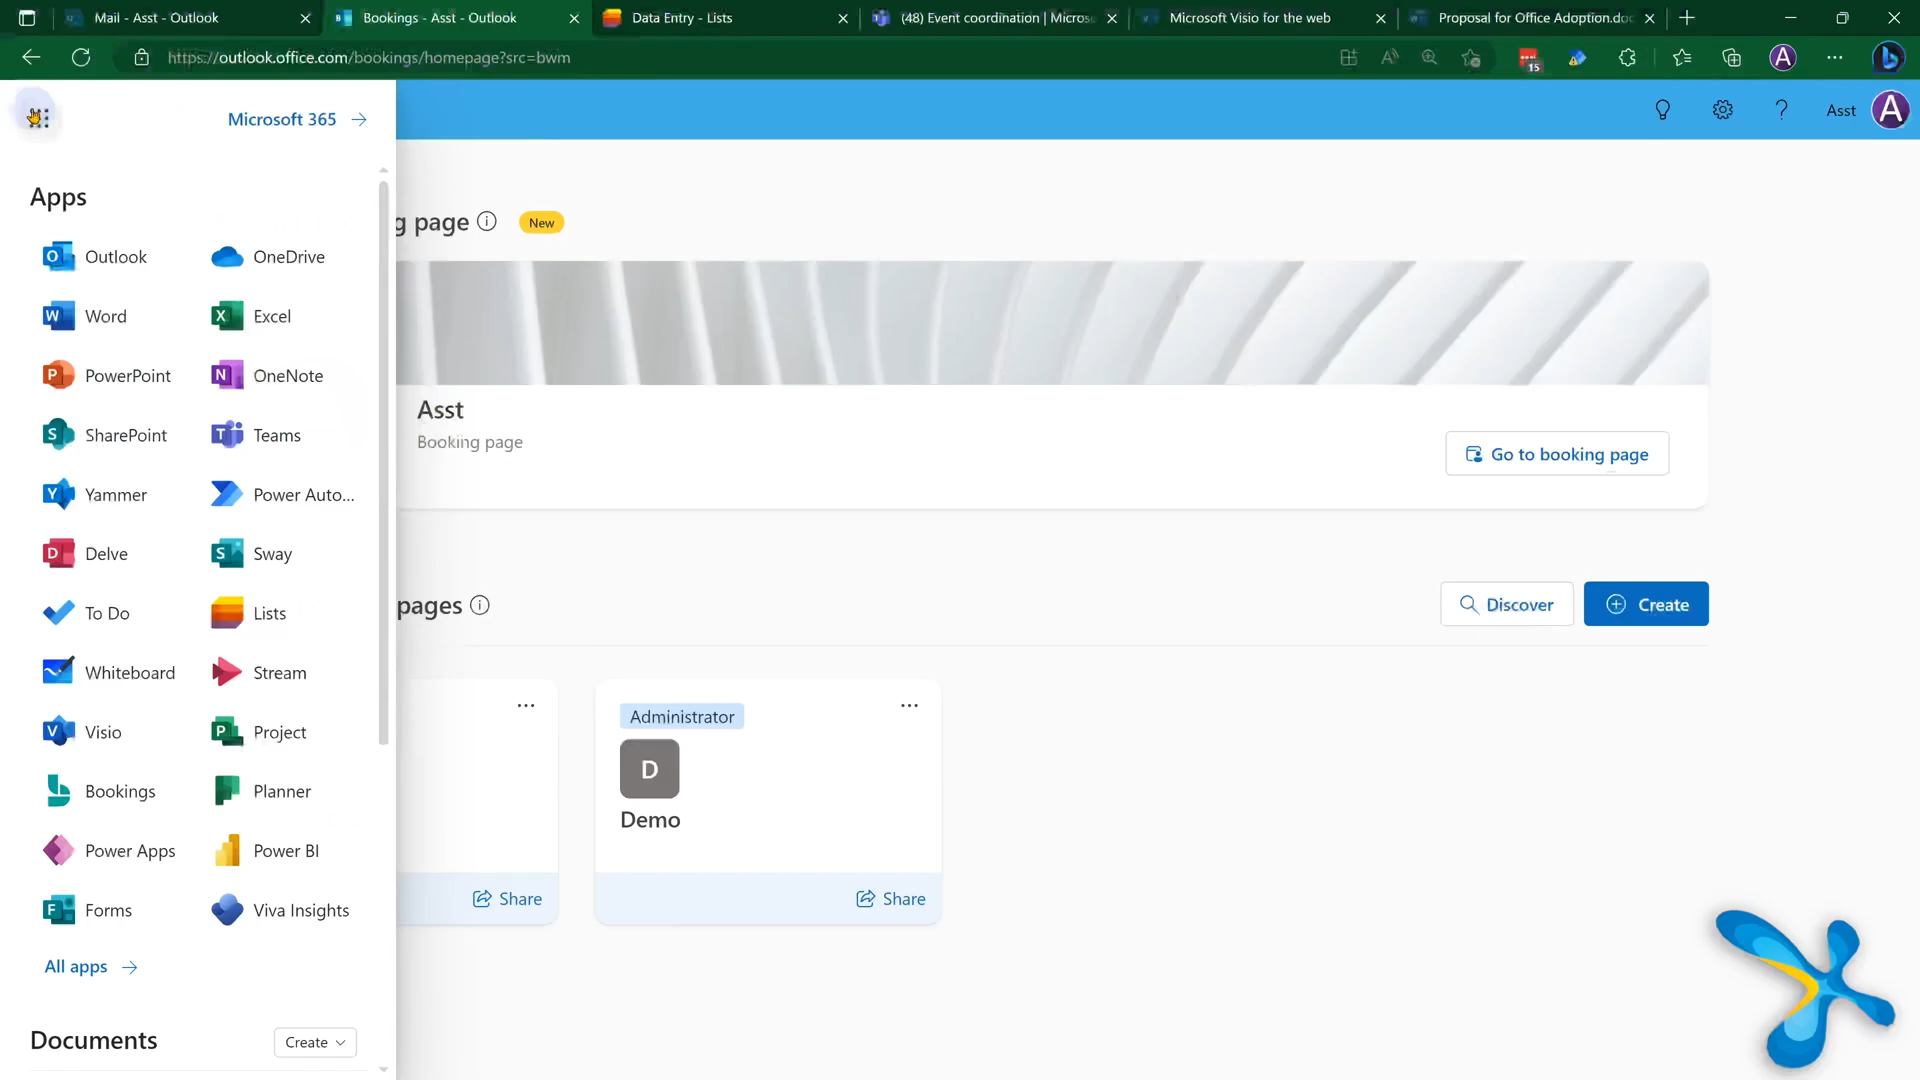 Mail - Asst - Outlook
Bookings - Asst - Outlook
Data Entry - Lists
(48) Event coordination | Micros
Microsoft Visio for the web
Proposal for Office Adoption.doc
https://outlook.office.com/bookings/homepage?src=bwm
15
A
Microsoft 365
Asst
A
Apps
Outlook
OneDrive
Word
Excel
PowerPoint
OneNote
SharePoint
Teams
Yammer
Power Auto...
Delve
Sway
To Do
Lists
Whiteboard
Stream
Visio
Project
Bookings
Planner
Power Apps
Power BI
Forms
Viva Insights
All apps
Documents
Create
g page
New
Asst
Booking page
Go to booking page
pages
Discover
Create
Administrator
D
Demo
Share
Share